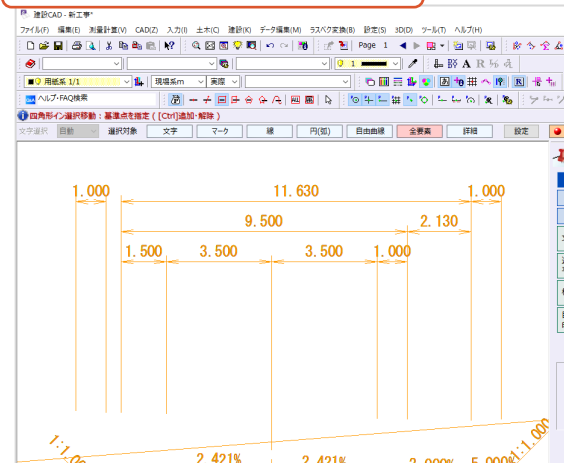 建設CAD - 新工事*
ファイル(F) 編集(E) 測量計算(V) CAD(Z) 入力(I) 土木(C) 建設(K) データ編集(M) ラスベク変換(B) 設定(S) 3D(D) ツール(T) ヘルプ(H)
Page 1
1
用紙系 1/1 現場系m 実際
ヘルプ・FAQ検索
四角形イン選択移動：基準点を指定 ( [Ctrl]追加・解除 )
文字選択 自動 選択対象 文字 マーク 線 円(弧) 自由曲線 全要素 詳細 設定
1.000 11.630 1.000
9.500 2.130
1.500 3.500 3.500 1.000
2.421% 2.421% 5.000%